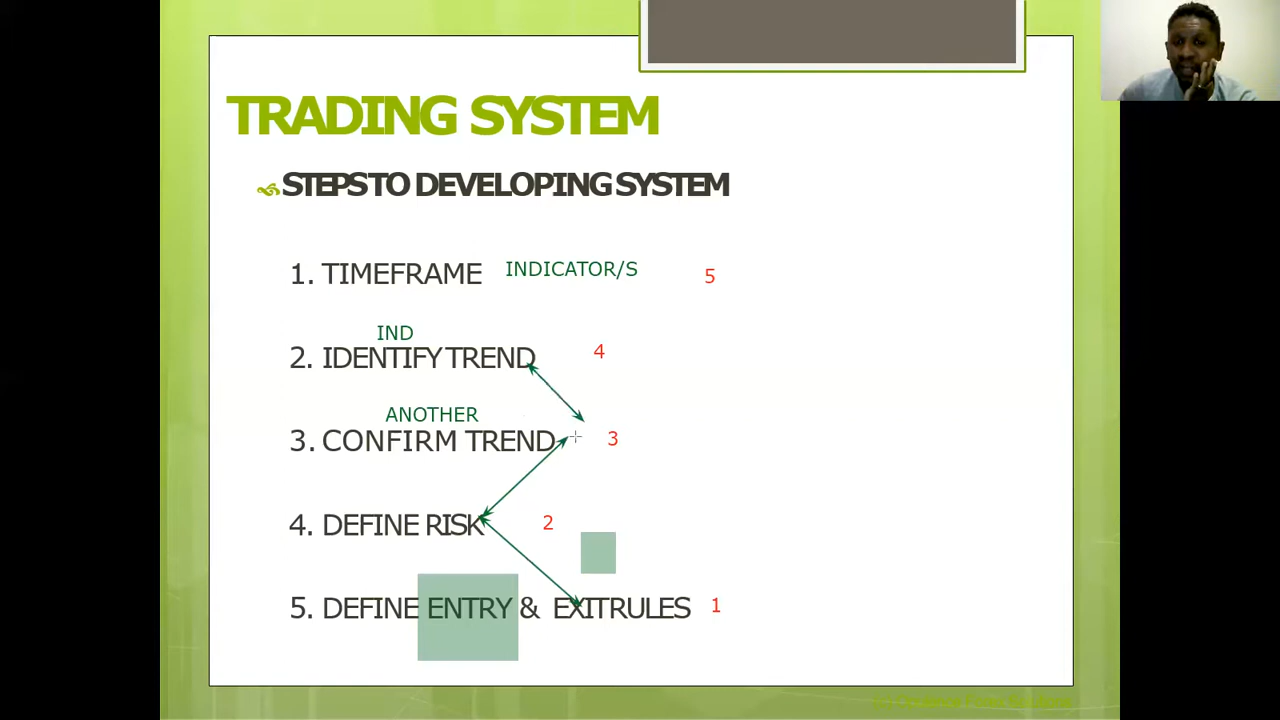 TRADING SYSTEM
STEPS TO DEVELOPING SYSTEM
1. TIMEFRAME INDICATOR/S 5
IND
2. IDENTIFY TREND 4
ANOTHER
3. CONFIRM TREND 3
4. DEFINE RISK 2
5. DEFINE ENTRY & EXIT RULES 1